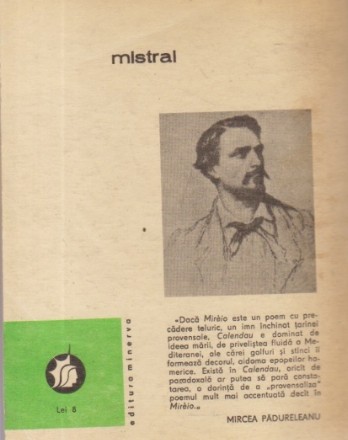 mistral
«Dacă Mirèio este un poem cu pre-
cădere teluric, un imn închinat țarinei
provensale, Calendau e dominat de
ideea mării, de priveliștea fluidă a Me-
diteranei, ale cărei golfuri și stînci îi
formează decorul, aidoma epopeilor ho-
merice. Există în Calendau, oricît de
paradoxală ar putea să pară consta-
tarea, o dorință de a „provensaliza”
poemul mult mai accentuată decît în
Mirèio.»
MIRCEA PĂDURELEANU
editura minerva
Lei 8